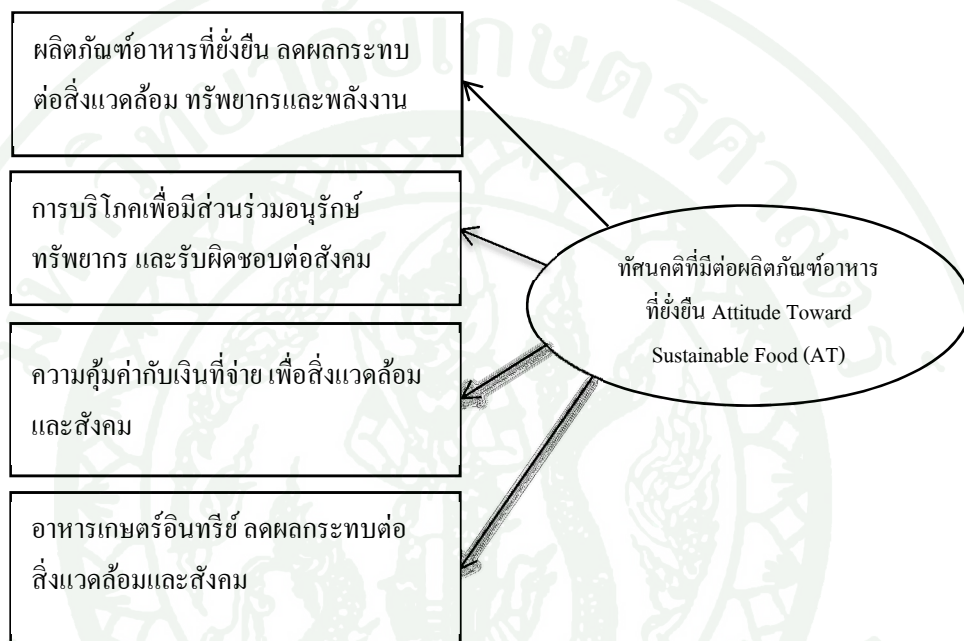 ผลิตภัณฑ์อาหารที่ยั่งยืน ลดผลกระทบ
ต่อสิ่งแวดล้อม ทรัพยากรและพลังงาน
การบริโภคเพื่อมีส่วนร่วมอนุรักษ์
ทรัพยากร และรับผิดชอบต่อสังคม
ความคุ้มค่ากับเงินที่จ่าย เพื่อสิ่งแวดล้อม
และสังคม
อาหารเกษตร์อินทรีย์ ลดผลกระทบต่อ
สิ่งแวดล้อมและสังคม
ทัศนคติที่มีต่อผลิตภัณฑ์อาหาร
ที่ยั่งยืน Attitude Toward
Sustainable Food (AT)